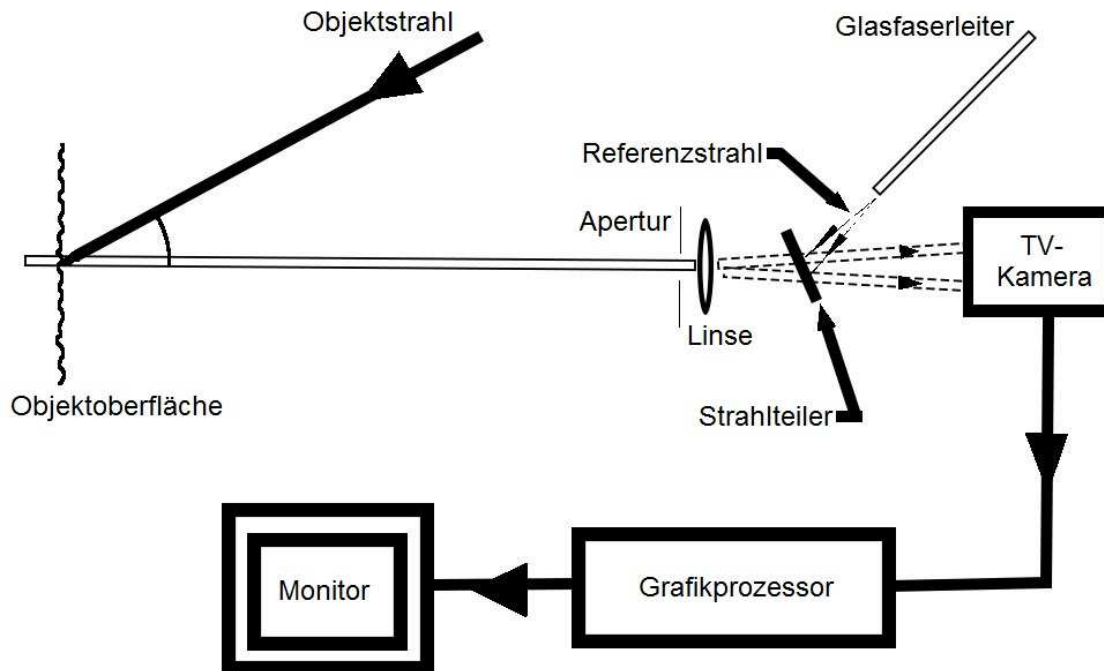 Objektstrahl
Glasfaserleiter
Referenzstrahl
Apertur
TV-
Kamera
Linse
Objektoberfläche
Strahlteiler
Monitor
Grafikprozessor